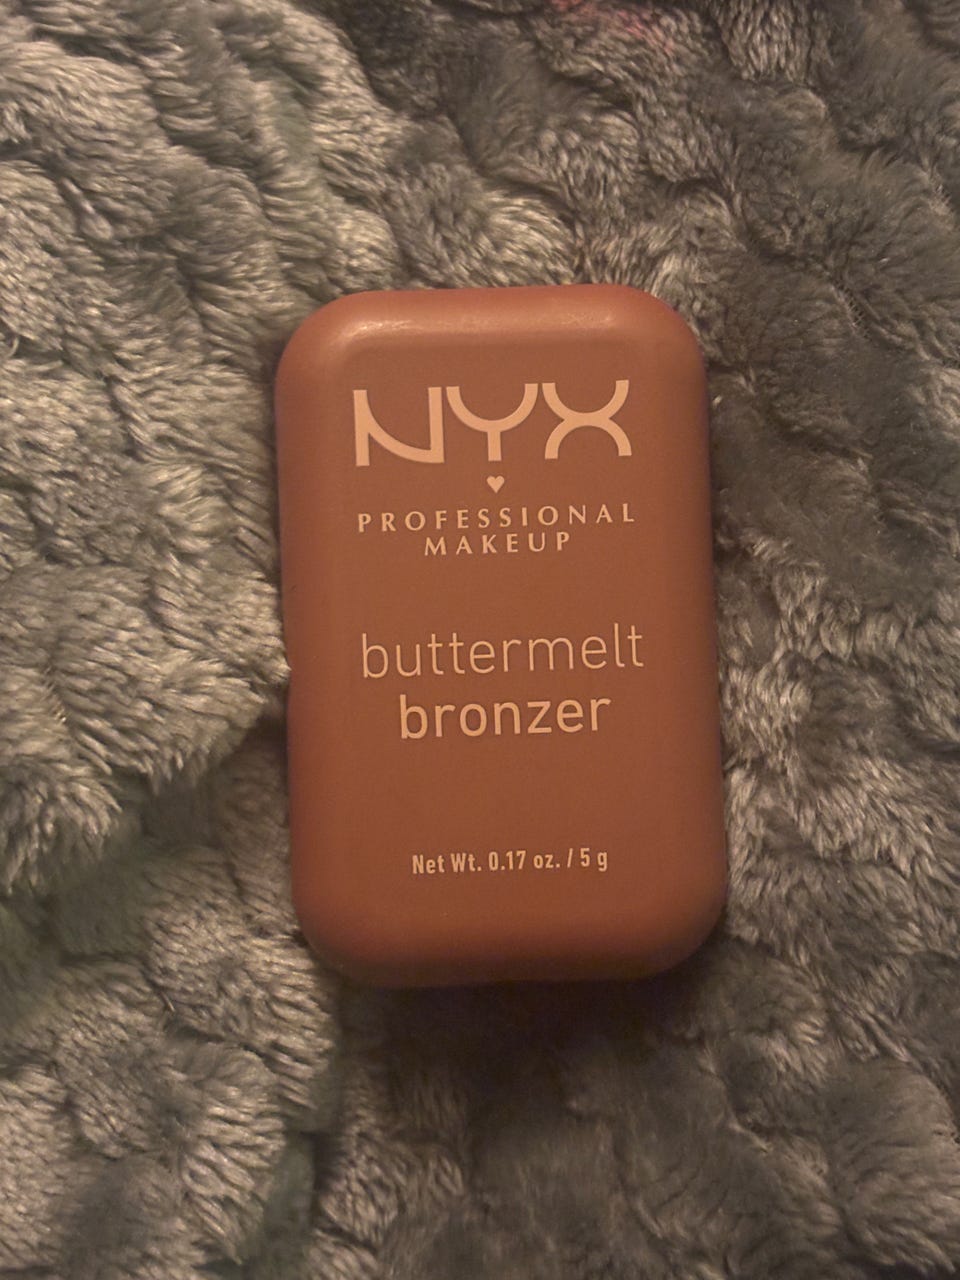 NYX
PROFESSIONAL
MAKEUP
buttermelt
bronzer
Net Wt. 0.17 oz. / 5 g